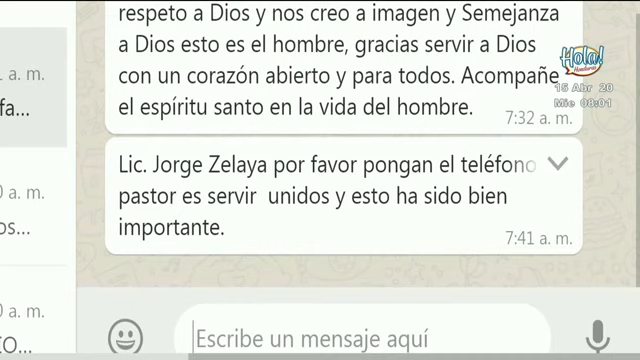 respeto a Dios y nos creo a imagen y Semejanza
a Dios esto es el hombre, gracias servir a Dios
con un corazón abierto y para todos. Acompañe
el espíritu santo en la vida del hombre.
7:32 a. m.
Lic. Jorge Zelaya por favor pongan el teléfono
pastor es servir  unidos y esto ha sido bien
importante.
7:41 a. m.
Escribe un mensaje aquí
Hola!
Honduras
15 Abr 20
Mie 08:01
a. m.
fa...
a. m.
os...
a. m.